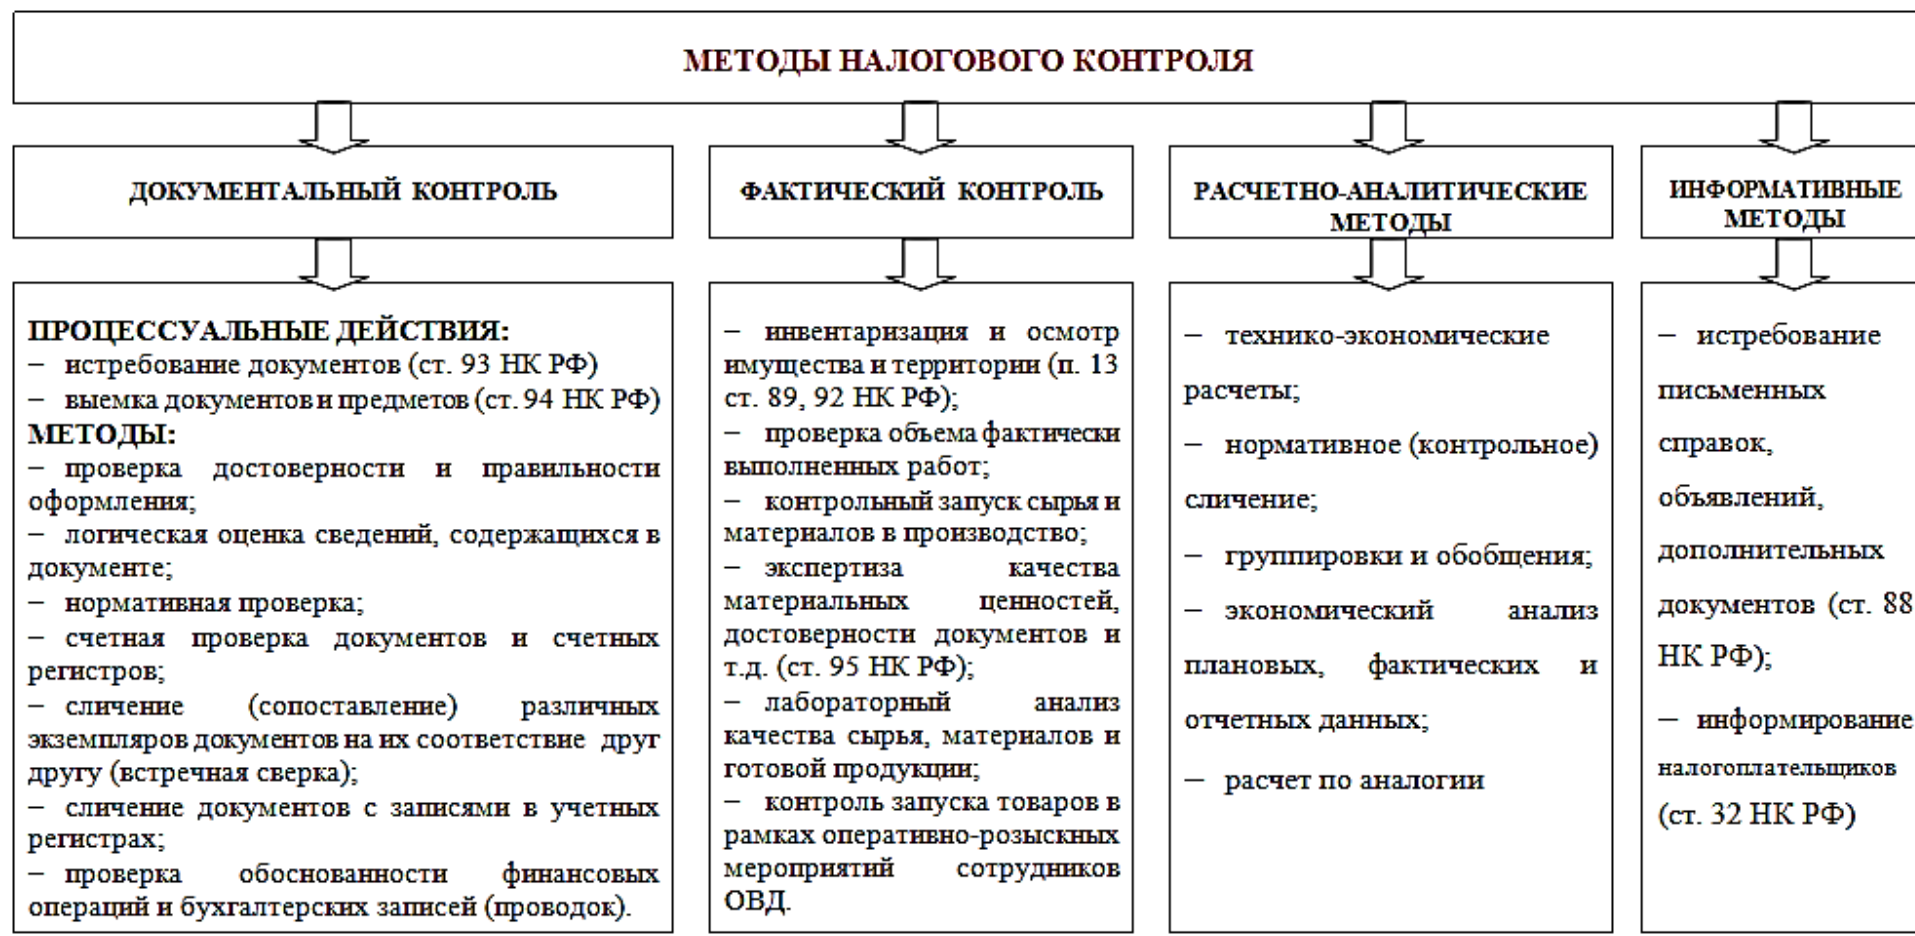 МЕТОДЫ НАЛОГОВОГО КОНТРОЛЯ
ДОКУМЕНТАЛЬНЫЙ КОНТРОЛЬ
ПРОЦЕССУАЛЬНЫЕ ДЕЙСТВИЯ:
– истребование документов (ст. 93 НК РФ)
– выемка документов и предметов (ст. 94 НК РФ)
МЕТОДЫ:
– проверка достоверности и правильности
оформления;
– логическая оценка сведений, содержащихся в
документе;
– нормативная проверка;
– счетная проверка документов и счетных
регистров;
– сличение (сопоставление) различных
экземпляров документов на их соответствие друг
другу (встречная сверка);
– сличение документов с записями в учетных
регистрах;
– проверка обоснованности финансовых
операций и бухгалтерских записей (проводок).
ФАКТИЧЕСКИЙ КОНТРОЛЬ
– инвентаризация и осмотр
имущества и территории (п. 13
ст. 89, 92 НК РФ);
– проверка объема фактически
выполненных работ;
– контрольный запуск сырья и
материалов в производство;
– экспертиза качества
материальных ценностей,
достоверности документов и
т.д. (ст. 95 НК РФ);
– лабораторный анализ
качества сырья, материалов и
готовой продукции;
– контроль запуска товаров в
рамках оперативно-розыскных
мероприятий сотрудников
ОВД.
РАСЧЕТНО-АНАЛИТИЧЕСКИЕ
МЕТОДЫ
– технико-экономические
расчеты;
– нормативное (контрольное)
сличение;
– группировки и обобщения;
– экономический анализ
плановых, фактических и
отчетных данных;
– расчет по аналогии
ИНФОРМАТИВНЫЕ
МЕТОДЫ
– истребование
письменных
справок,
объявлений,
дополнительных
документов (ст. 88
НК РФ);
– информирование
налогоплательщиков
(ст. 32 НК РФ)